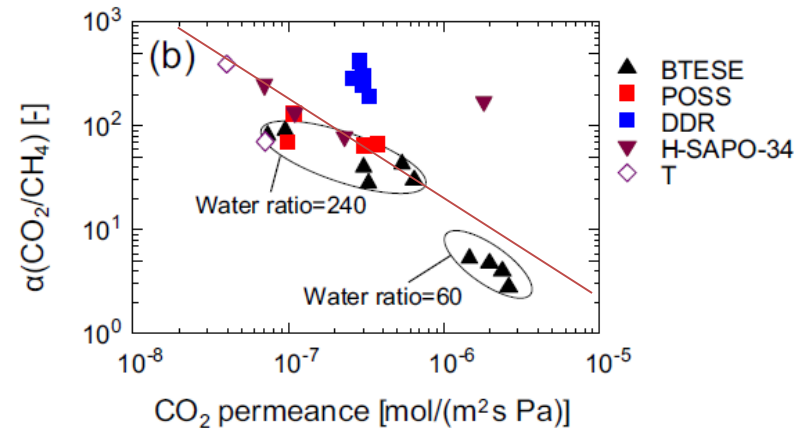 (b)
α(CO₂/CH₄) [-]
10³
10²
10¹
10⁰
Water ratio=240
Water ratio=60
10⁻⁸
10⁻⁷
10⁻⁶
10⁻⁵
CO₂ permeance [mol/(m²s Pa)]
BTESE
POSS
DDR
H-SAPO-34
T